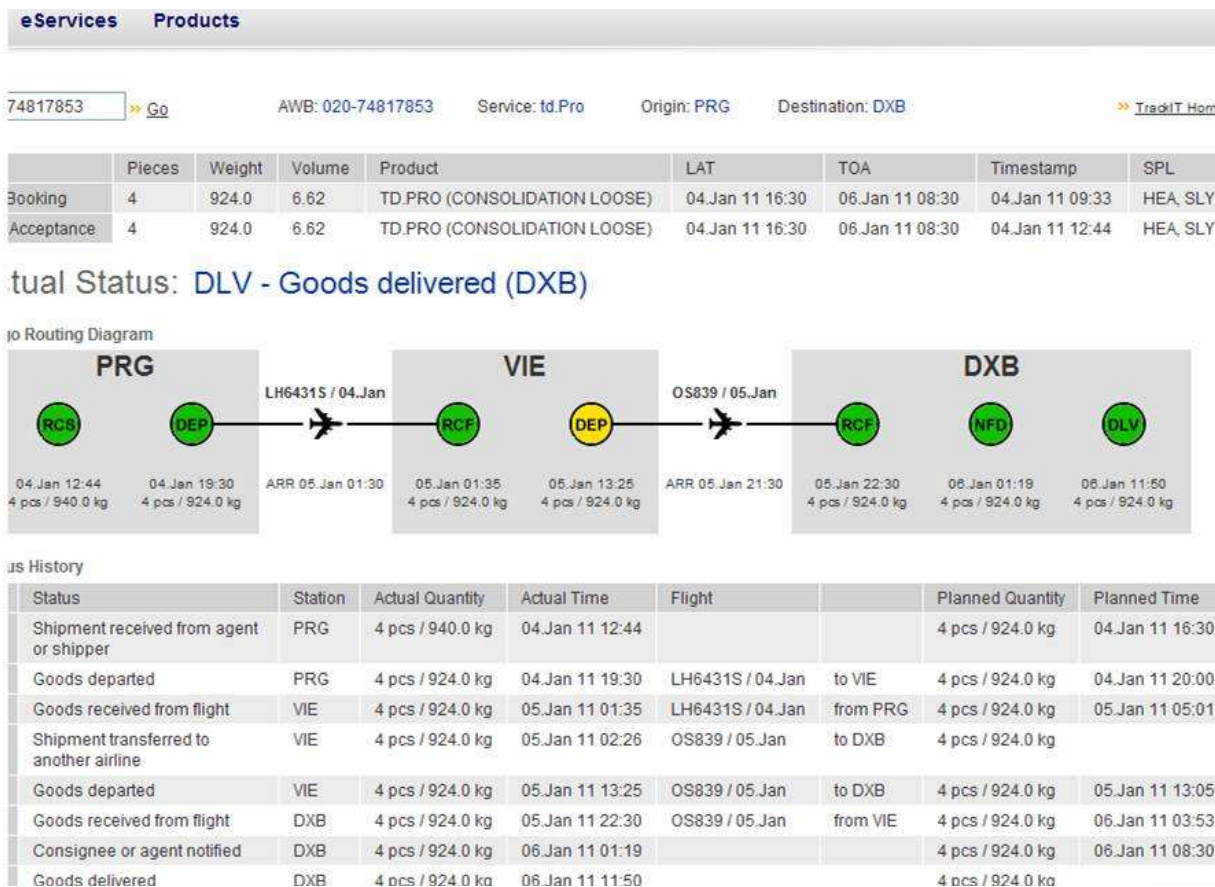 eServices Products
74817853 » Go AWB: 020-74817853 Service: td.Pro Origin: PRG Destination: DXB » TrackIT Hom
Pieces Weight Volume Product LAT TOA Timestamp SPL
Booking 4 924.0 6.62 TD.PRO (CONSOLIDATION LOOSE) 04.Jan 11 16:30 06.Jan 11 08:30 04.Jan 11 09:33 HEA, SLY
Acceptance 4 924.0 6.62 TD.PRO (CONSOLIDATION LOOSE) 04.Jan 11 16:30 06.Jan 11 08:30 04.Jan 11 12:44 HEA, SLY
tual Status: DLV - Goods delivered (DXB)
go Routing Diagram
PRG VIE DXB
LH6431S / 04.Jan OS839 / 05.Jan
RCS DEP RCF DEP RCF NFD DLV
04.Jan 12:44 04.Jan 19:30 ARR 05.Jan 01:30 05.Jan 01:35 05.Jan 13:25 ARR 05.Jan 21:30 05.Jan 22:30 06.Jan 01:19 06.Jan 11:50
4 pcs / 940.0 kg 4 pcs / 924.0 kg 4 pcs / 924.0 kg 4 pcs / 924.0 kg 4 pcs / 924.0 kg 4 pcs / 924.0 kg 4 pcs / 924.0 kg
us History
Status Station Actual Quantity Actual Time Flight Planned Quantity Planned Time
Shipment received from agent PRG 4 pcs / 940.0 kg 04.Jan 11 12:44 4 pcs / 924.0 kg 04.Jan 11 16:30
or shipper
Goods departed PRG 4 pcs / 924.0 kg 04.Jan 11 19:30 LH6431S / 04.Jan to VIE 4 pcs / 924.0 kg 04.Jan 11 20:00
Goods received from flight VIE 4 pcs / 924.0 kg 05.Jan 11 01:35 LH6431S / 04.Jan from PRG 4 pcs / 924.0 kg 05.Jan 11 05:01
Shipment transferred to VIE 4 pcs / 924.0 kg 05.Jan 11 02:26 OS839 / 05.Jan to DXB 4 pcs / 924.0 kg
another airline
Goods departed VIE 4 pcs / 924.0 kg 05.Jan 11 13:25 OS839 / 05.Jan to DXB 4 pcs / 924.0 kg 05.Jan 11 13:05
Goods received from flight DXB 4 pcs / 924.0 kg 05.Jan 11 22:30 OS839 / 05.Jan from VIE 4 pcs / 924.0 kg 06.Jan 11 03:53
Consignee or agent notified DXB 4 pcs / 924.0 kg 06.Jan 11 01:19 4 pcs / 924.0 kg 06.Jan 11 08:30
Goods delivered DXB 4 pcs / 924.0 kg 06.Jan 11 11:50 4 pcs / 924.0 kg